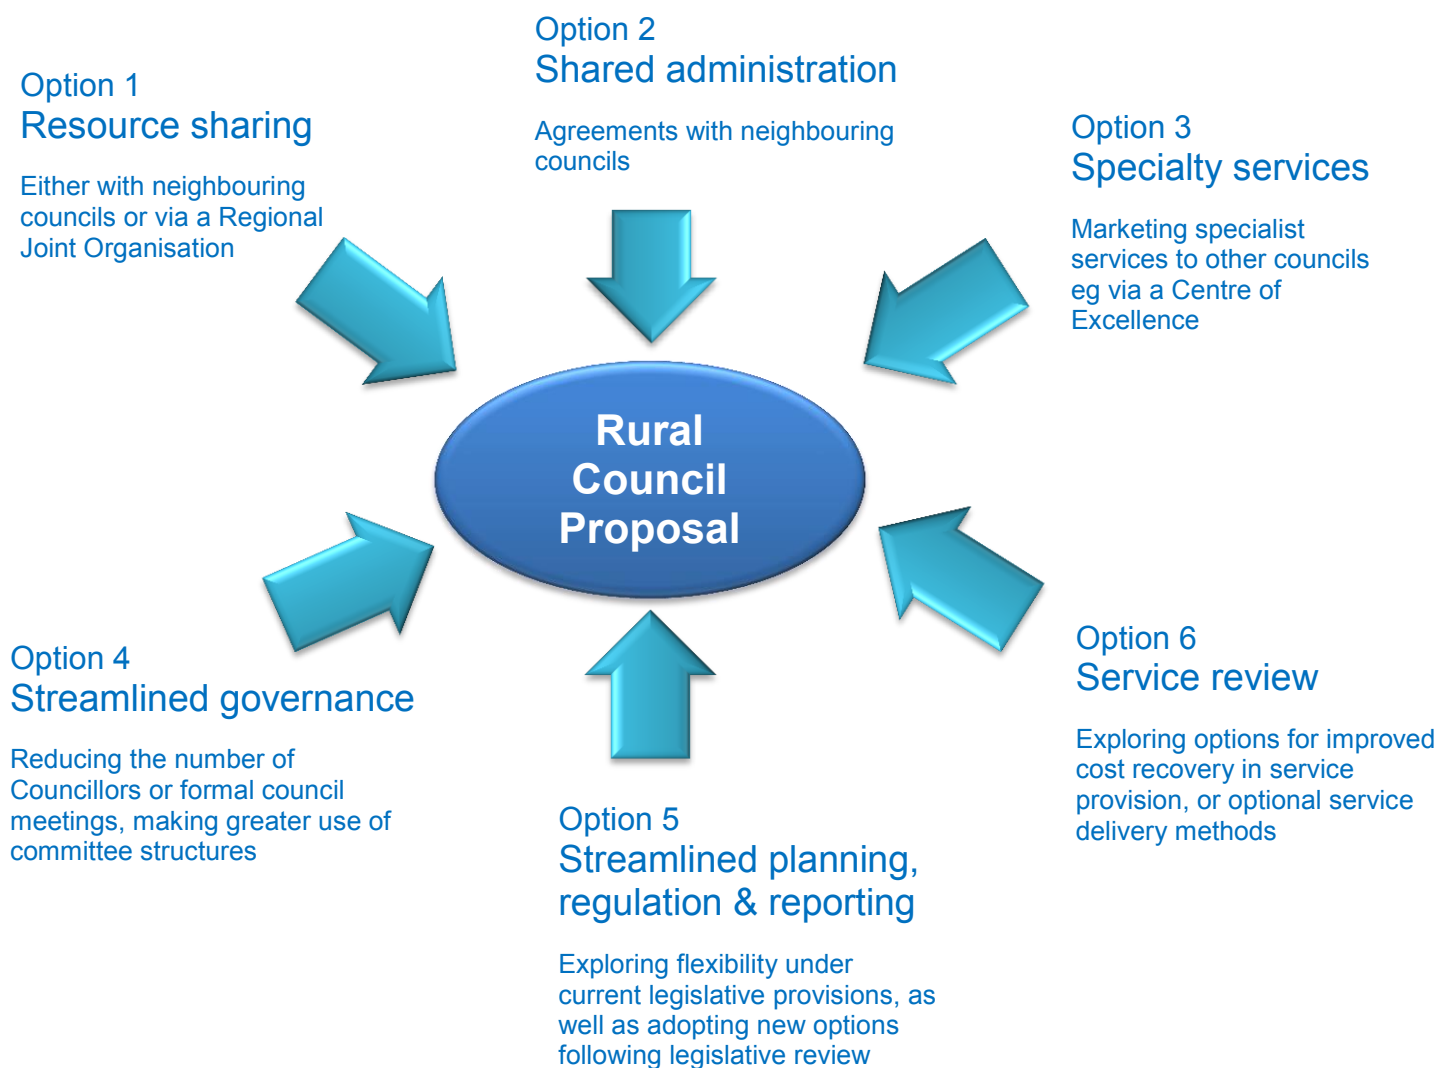 Option 1
Resource sharing
Either with neighbouring
councils or via a Regional
Joint Organisation
Option 2
Shared administration
Agreements with neighbouring
councils
Option 3
Specialty services
Marketing specialist
services to other councils
eg via a Centre of
Excellence
Rural
Council
Proposal
Option 4
Streamlined governance
Reducing the number of
Councillors or formal council
meetings, making greater use of
committee structures
Option 5
Streamlined planning,
regulation & reporting
Exploring flexibility under
current legislative provisions, as
well as adopting new options
following legislative review
Option 6
Service review
Exploring options for improved
cost recovery in service
provision, or optional service
delivery methods